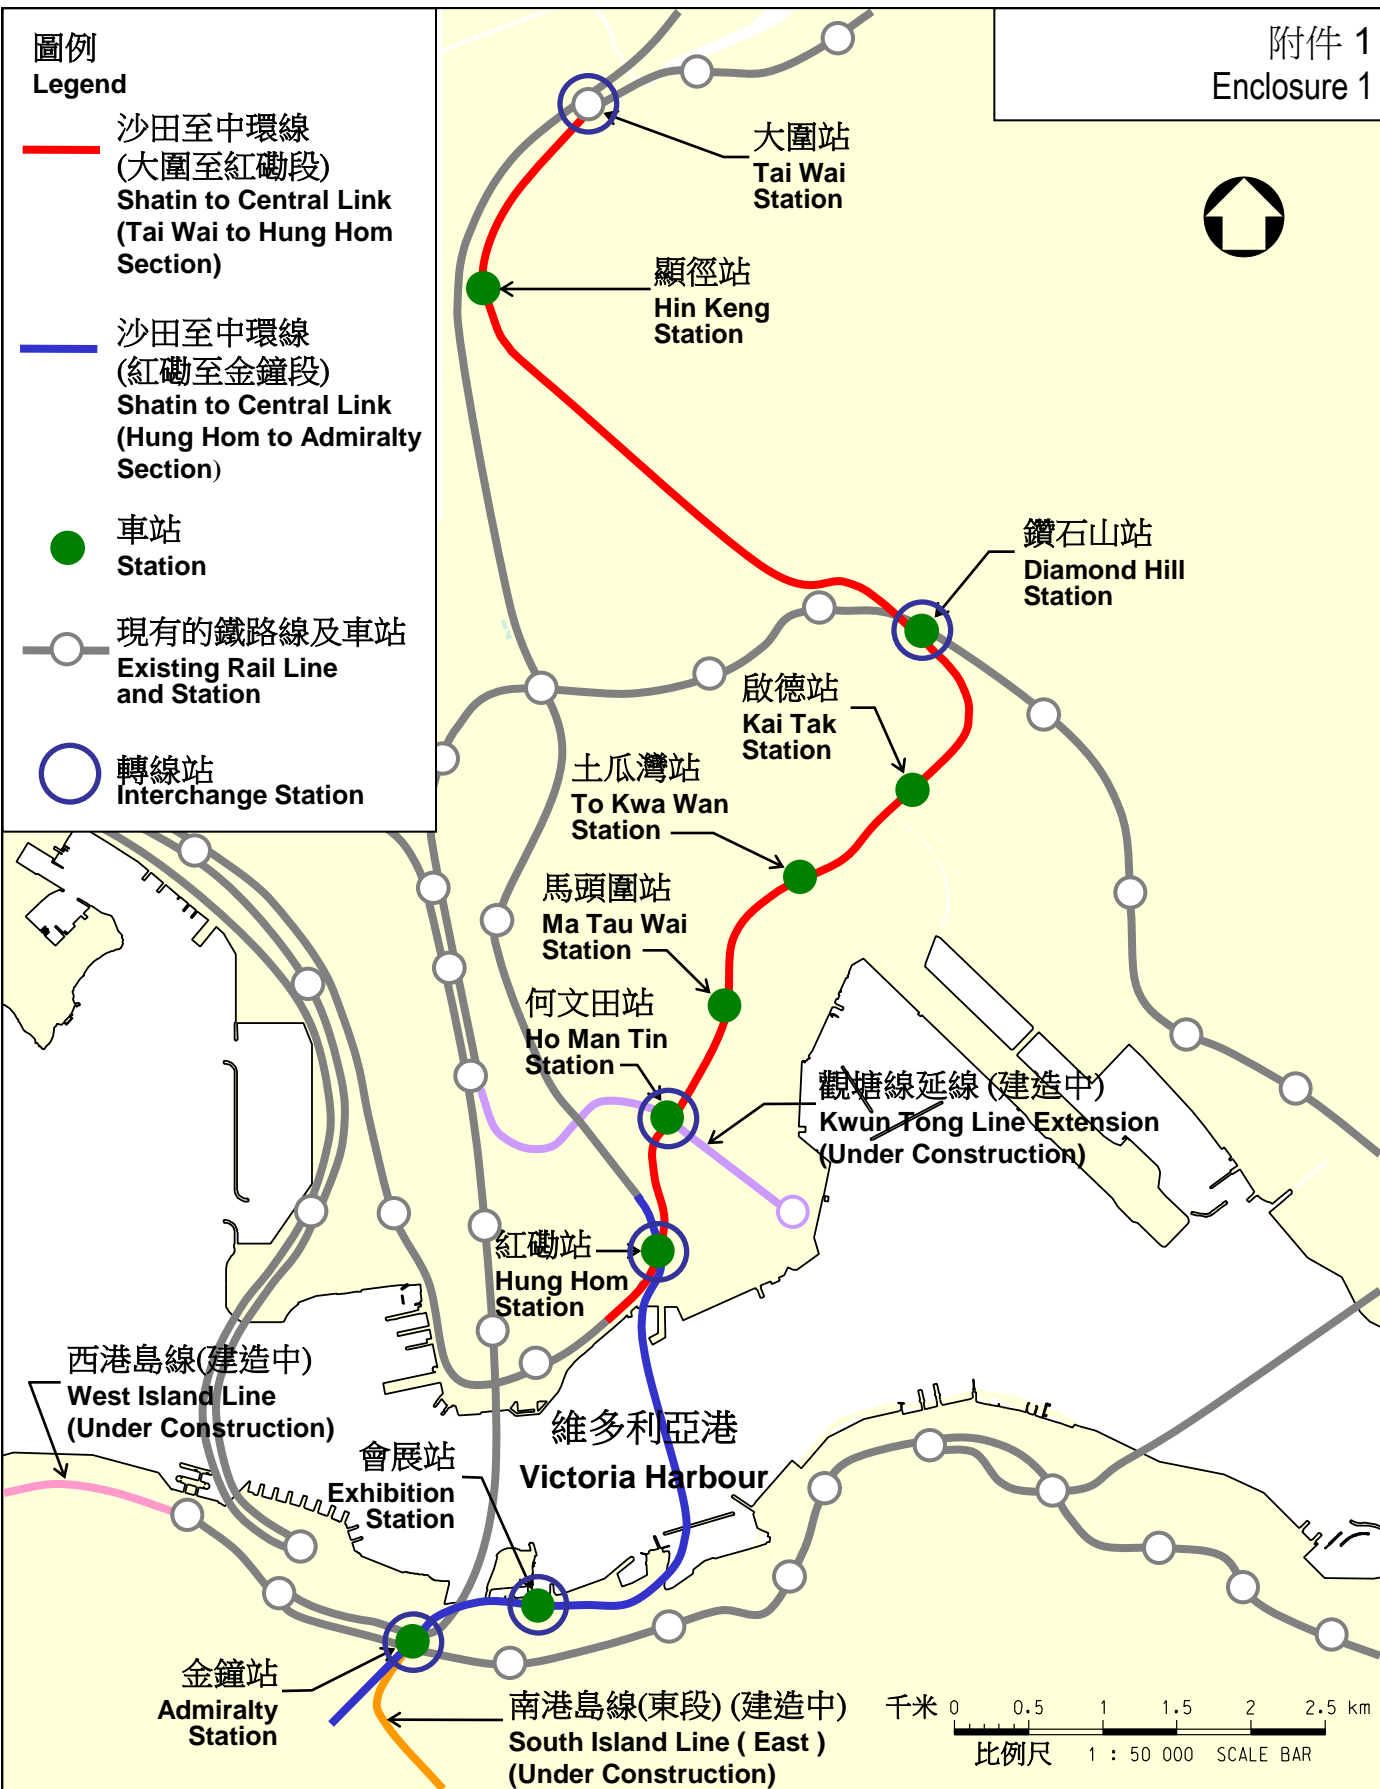 圖例
Legend
沙田至中環線
(大圍至紅磡段)
Shatin to Central Link
(Tai Wai to Hung Hom
Section)
沙田至中環線
(紅磡至金鐘段)
Shatin to Central Link
(Hung Hom to Admiralty
Section)
車站
Station
現有的鐵路線及車站
Existing Rail Line
and Station
轉線站
Interchange Station
附件 1
Enclosure 1
大圍站
Tai Wai
Station
顯徑站
Hin Keng
Station
鑽石山站
Diamond Hill
Station
啟德站
Kai Tak
Station
土瓜灣站
To Kwa Wan
Station
馬頭圍站
Ma Tau Wai
Station
何文田站
Ho Man Tin
Station
觀塘線延線 (建造中)
Kwun Tong Line Extension
(Under Construction)
紅磡站
Hung Hom
Station
西港島線(建造中)
West Island Line
(Under Construction)
維多利亞港
Victoria Harbour
會展站
Exhibition
Station
金鐘站
Admiralty
Station
南港島線(東段) (建造中)
South Island Line ( East )
(Under Construction)
千米 0 0.5 1 1.5 2 2.5 km
比例尺 1 : 50 000 SCALE BAR